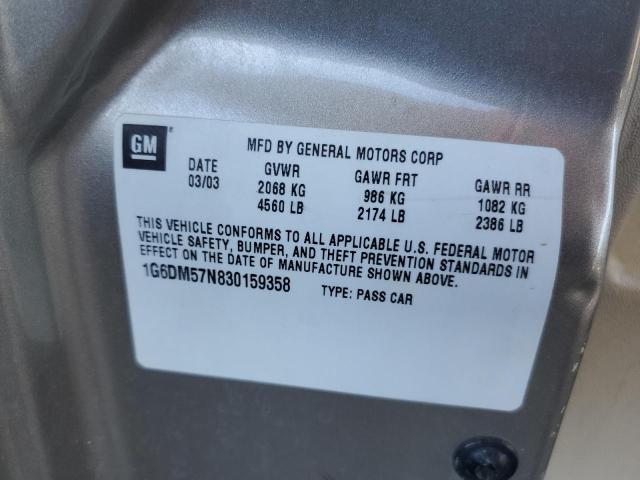 GM
MFD BY GENERAL MOTORS CORP
DATE GVWR GAWR FRT GAWR RR
03/03 2068 KG 986 KG 1082 KG
4560 LB 2174 LB 2386 LB
THIS VEHICLE CONFORMS TO ALL APPLICABLE U.S. FEDERAL MOTOR
VEHICLE SAFETY, BUMPER, AND THEFT PREVENTION STANDARDS IN
EFFECT ON THE DATE OF MANUFACTURE SHOWN ABOVE.
1G6DM57N830159358 TYPE: PASS CAR